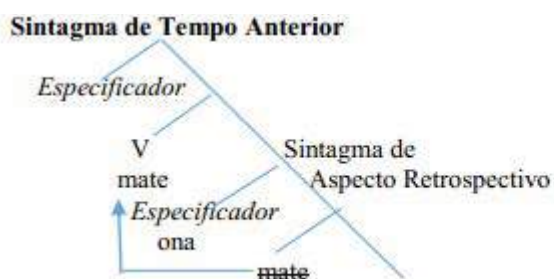 Sintagma de Tempo Anterior
Especificador
V
Sintagma de
mate
Aspecto Retrospectivo
Especificador
ona
mate